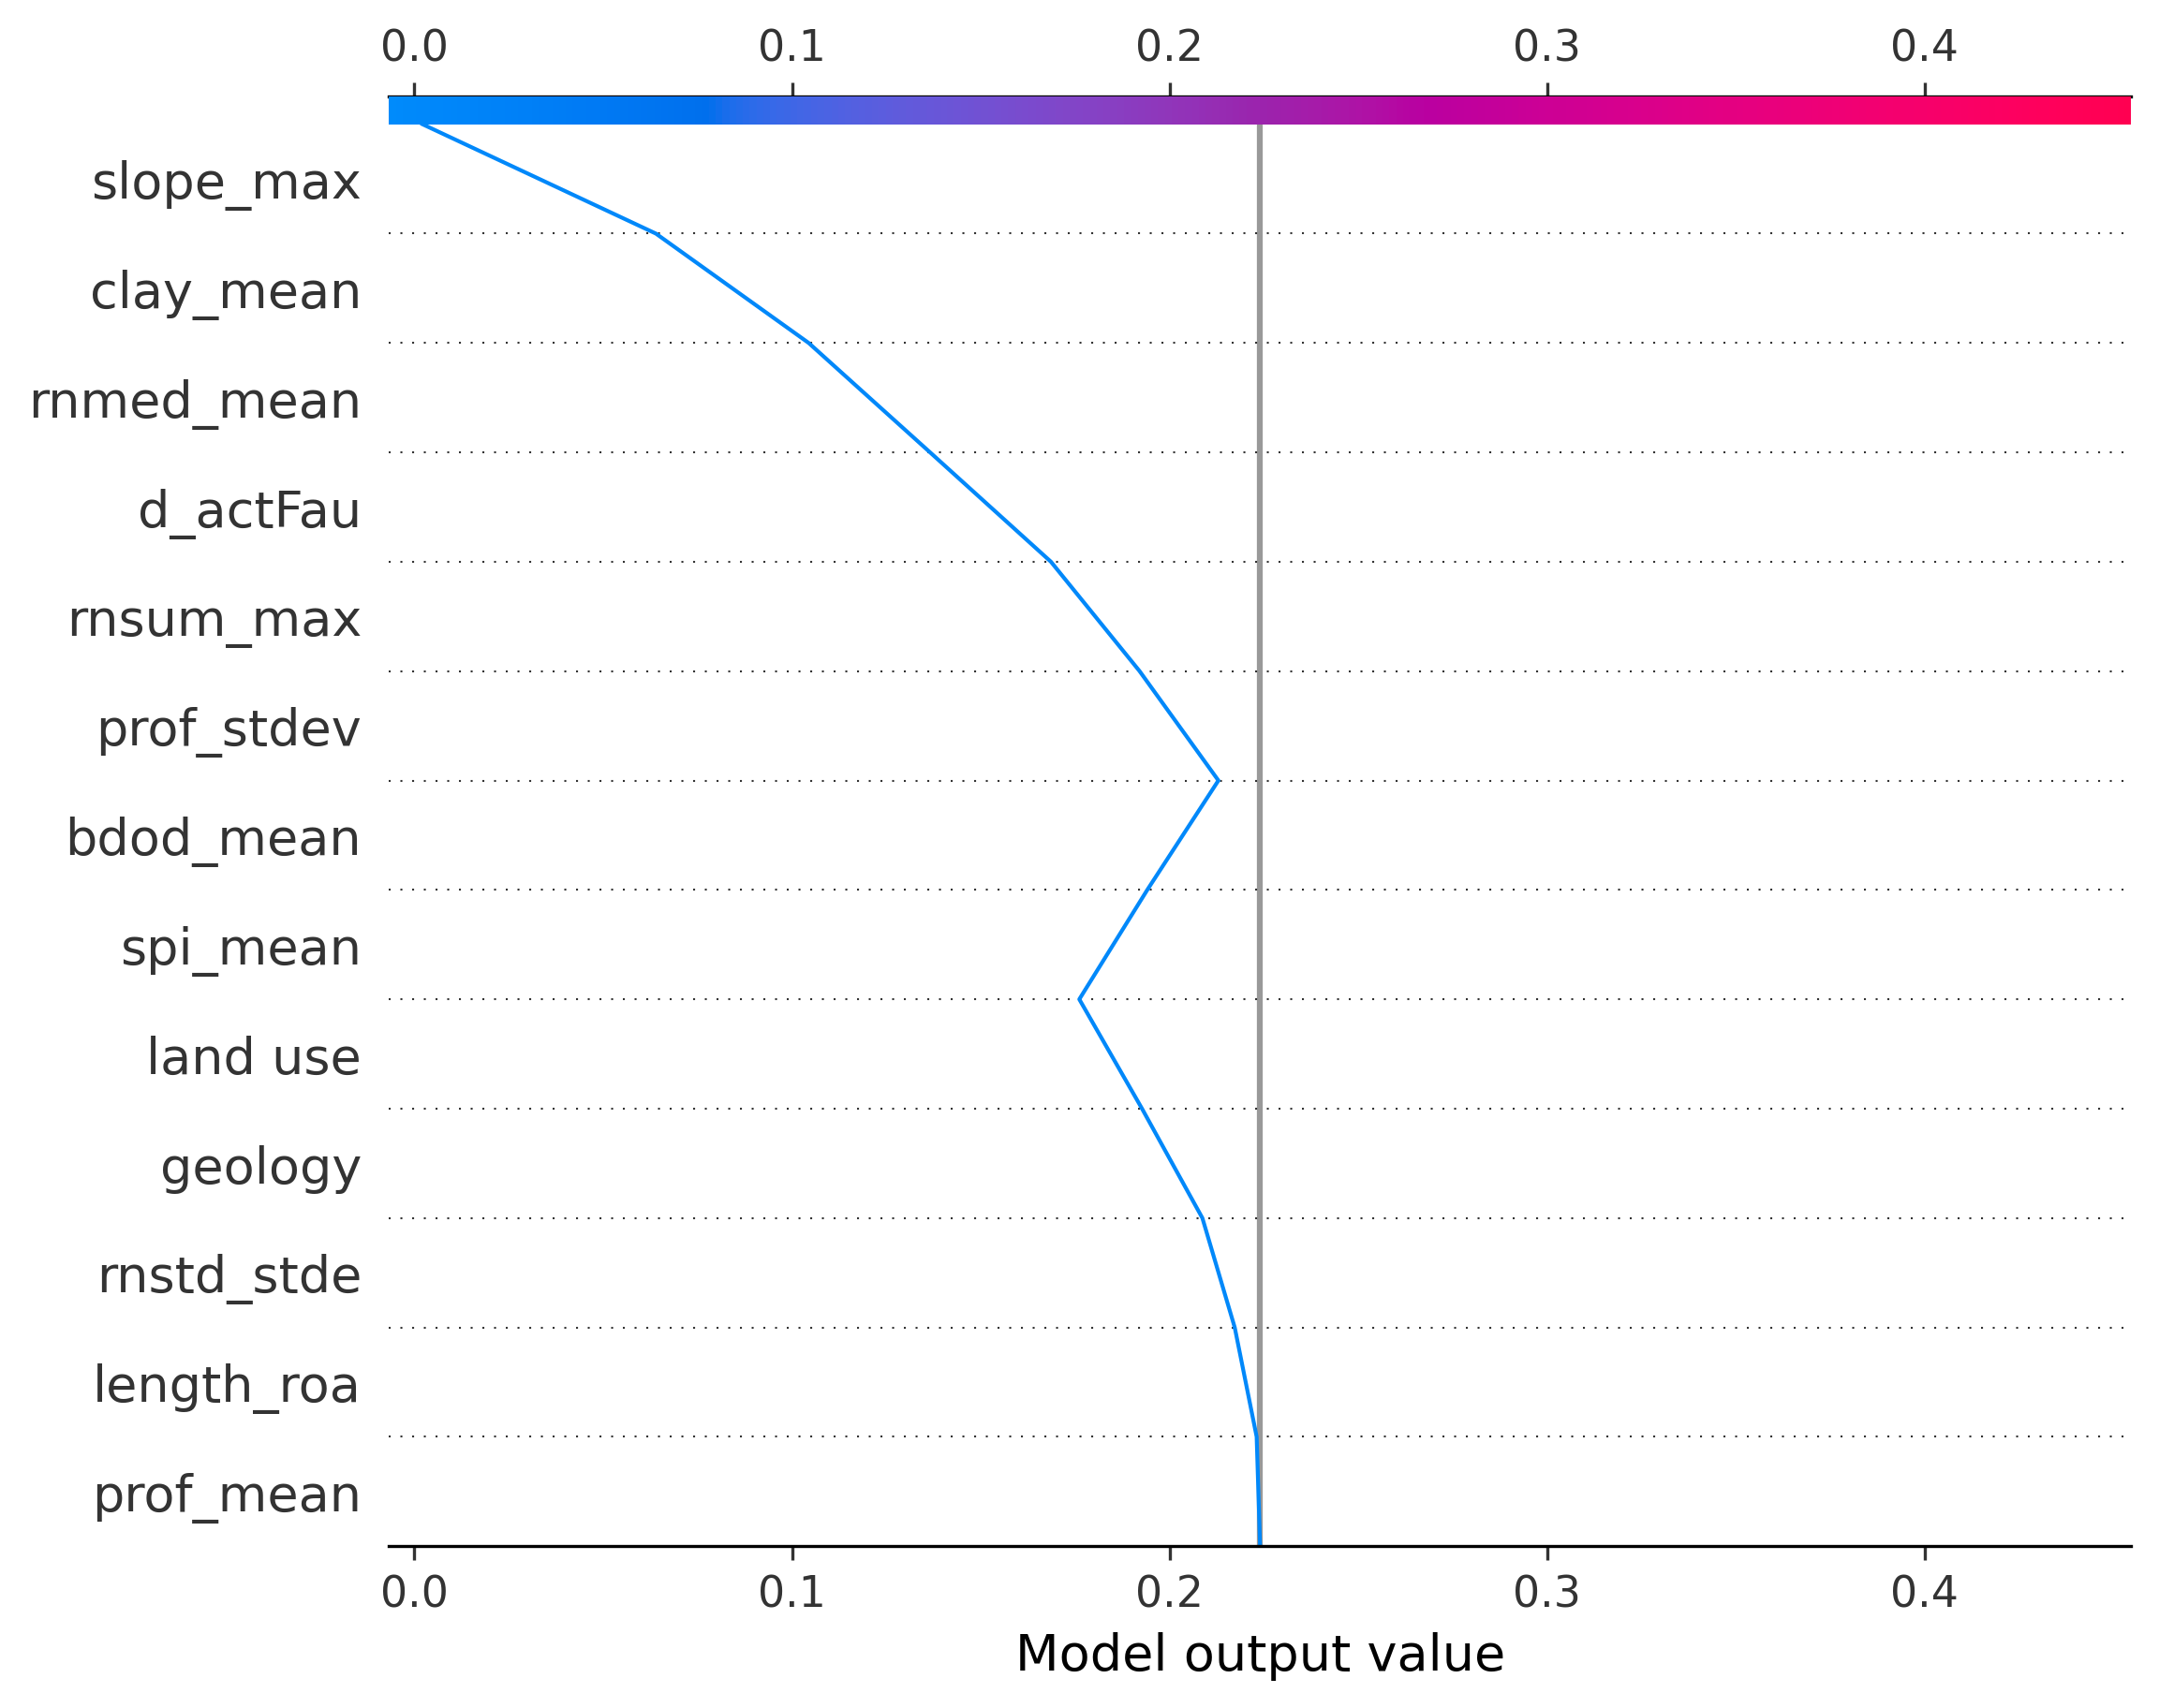 0.0 0.1 0.2 0.3 0.4
slope_max
clay_mean
rnmed_mean
d_actFau
rnsum_max
prof_stdev
bdod_mean
spi_mean
land use
geology
rnstd_stde
length_roa
prof_mean
0.0 0.1 0.2 0.3 0.4
Model output value